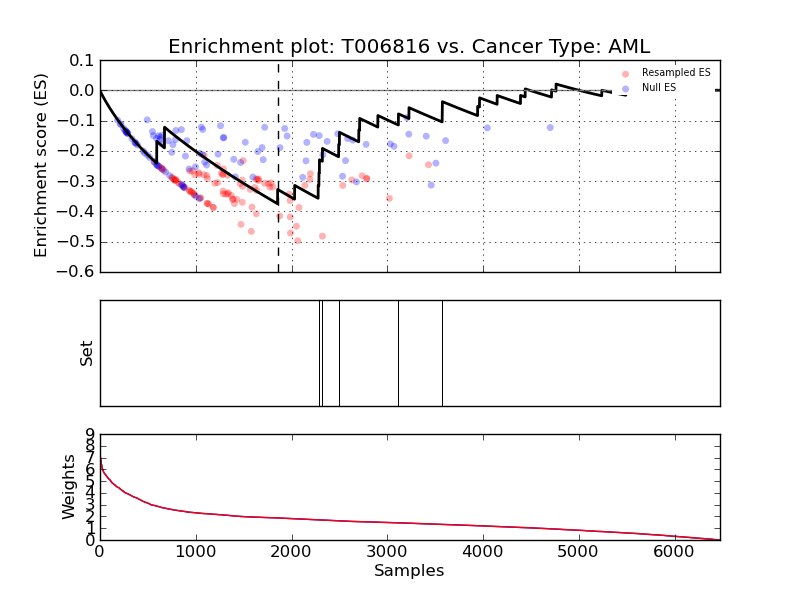 Enrichment plot: T006816 vs. Cancer Type: AML
Enrichment score (ES)
0.1
0.0
−0.1
−0.2
−0.3
−0.4
−0.5
−0.6
Resampled ES
Null ES
Set
Weights
9
8
7
6
5
4
3
2
1
0
0 1000 2000 3000 4000 5000 6000
Samples